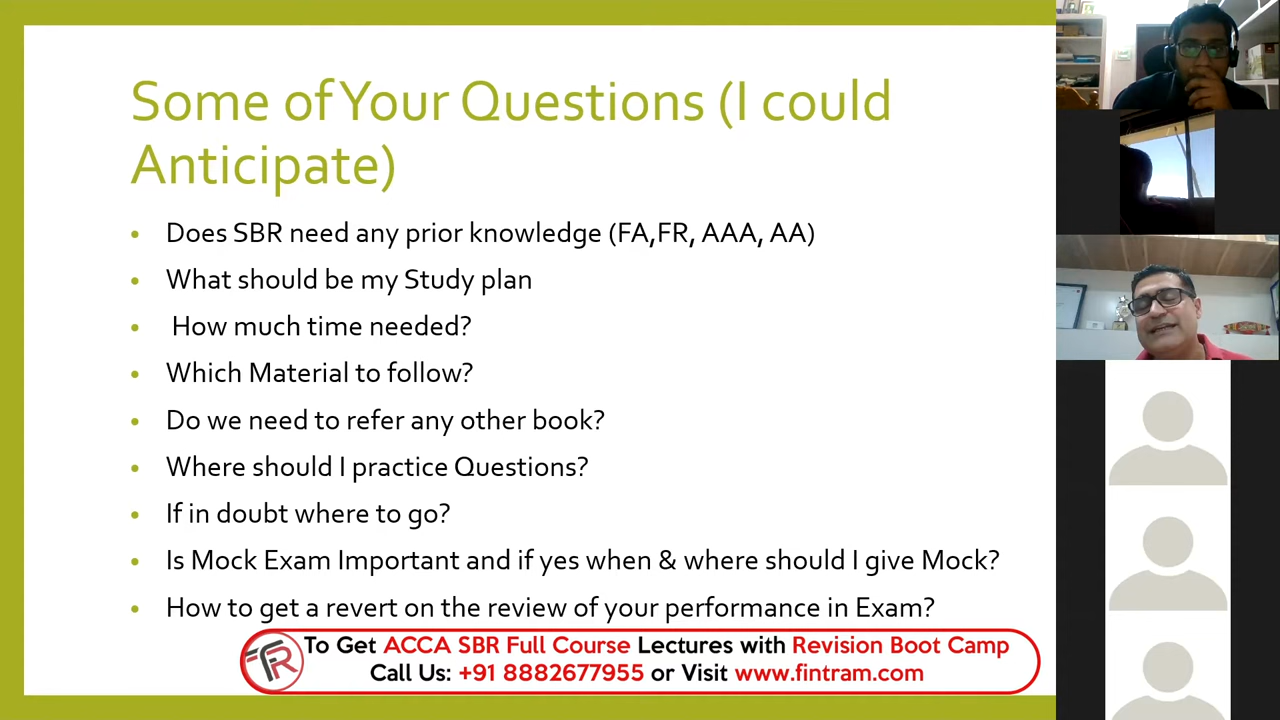 Some of Your Questions (I could
Anticipate)
• Does SBR need any prior knowledge (FA,FR, AAA, AA)
• What should be my Study plan
• How much time needed?
• Which Material to follow?
• Do we need to refer any other book?
• Where should I practice Questions?
• If in doubt where to go?
• Is Mock Exam Important and if yes when & where should I give Mock?
• How to get a revert on the review of your performance in Exam?
To Get ACCA SBR Full Course Lectures with Revision Boot Camp
Call Us: +91 8882677955 or Visit www.fintram.com